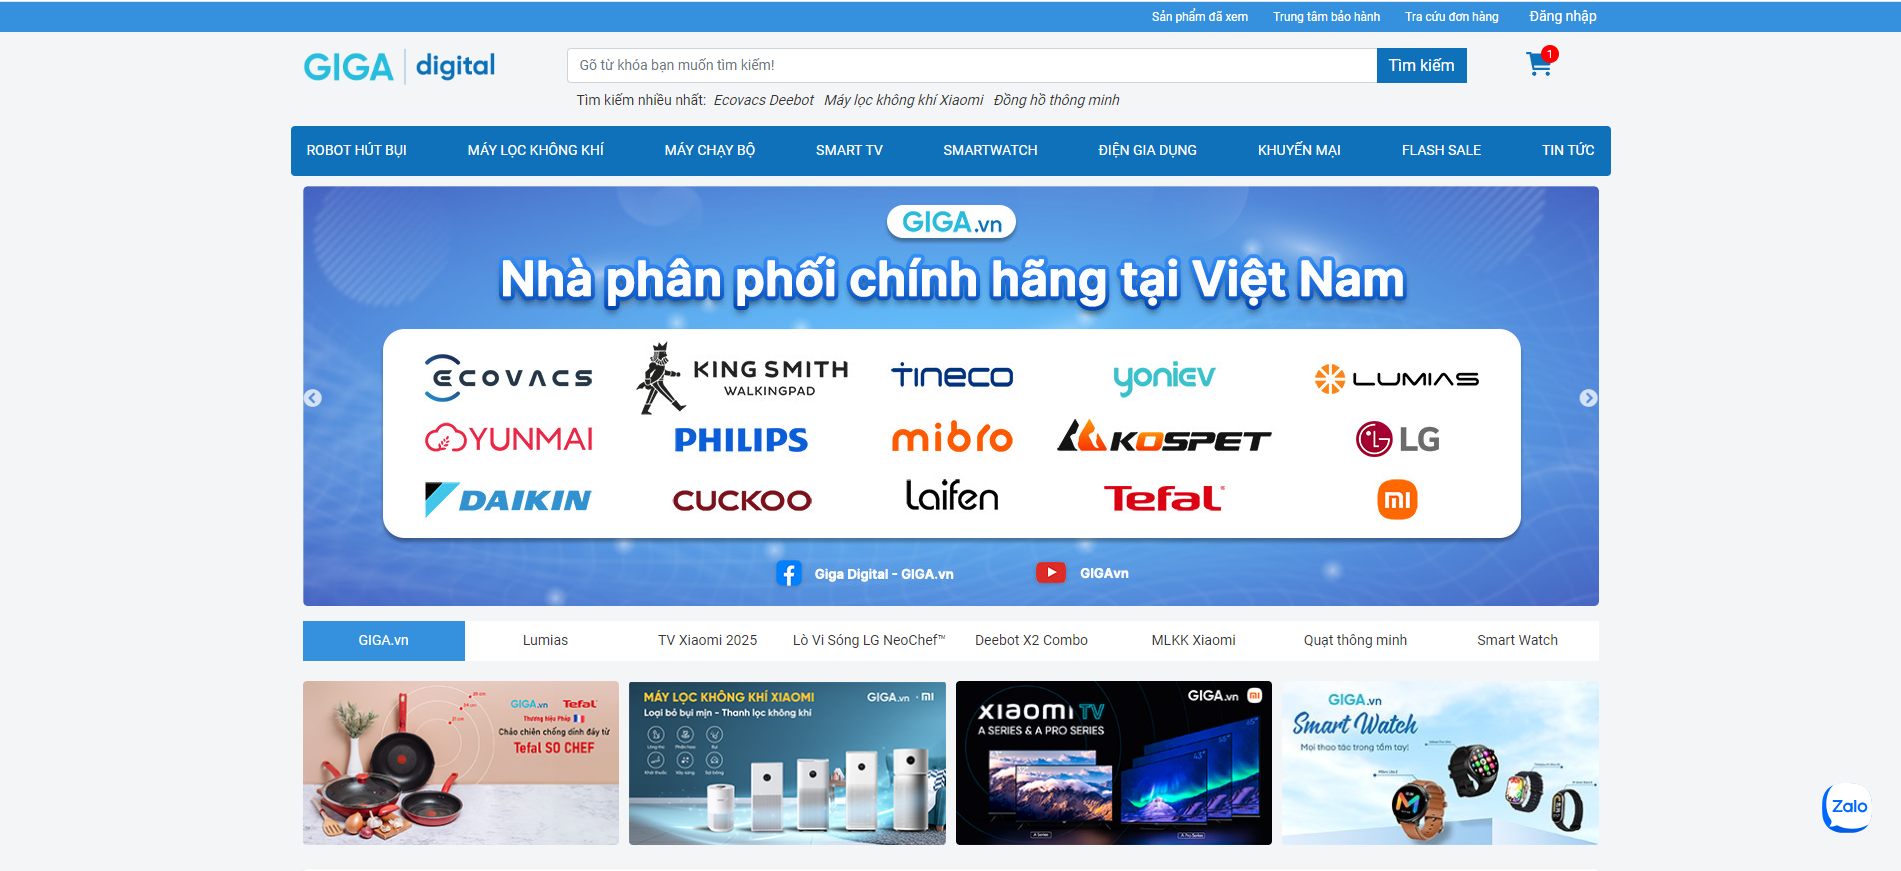 Sản phẩm đã xem Trung tâm bảo hành Tra cứu đơn hàng Đăng nhập
GIGA digital
Gõ từ khóa bạn muốn tìm kiếm! Tìm kiếm
1
Tìm kiếm nhiều nhất: Ecovacs Deebot Máy lọc không khí Xiaomi Đồng hồ thông minh
ROBOT HÚT BỤI MÁY LỌC KHÔNG KHÍ MÁY CHẠY BỘ SMART TV SMARTWATCH ĐIỆN GIA DỤNG KHUYẾN MẠI FLASH SALE TIN TỨC
GIGA.vn
Nhà phân phối chính hãng tại Việt Nam
ECOVACS KING SMITH TINECO YONIEV LUMIAS
WALKINGPAD
YUNMAI PHILIPS mibro KOSPET LG
DAIKIN CUCKOO laifen Tefal mi
Giga Digital - GIGA.vn GIGAvn
GIGA.vn Lumias TV Xiaomi 2025 Lò Vi Sóng LG NeoChef™ Deebot X2 Combo MLKK Xiaomi Quạt thông minh Smart Watch
GIGA.vn Tefal
Thương hiệu Pháp
Chảo chiên chống dính đáy từ
Tefal SO CHEF
MÁY LỌC KHÔNG KHÍ XIAOMI GIGA.vn mi
Loại bỏ bụi mịn - Thanh lọc không khí
GIGA.vn mi
xiaomi TV
A SERIES & A PRO SERIES
A Series A Pro Series
GIGA.vn
Smart Watch
Mọi thao tác trong tầm tay!
Zalo